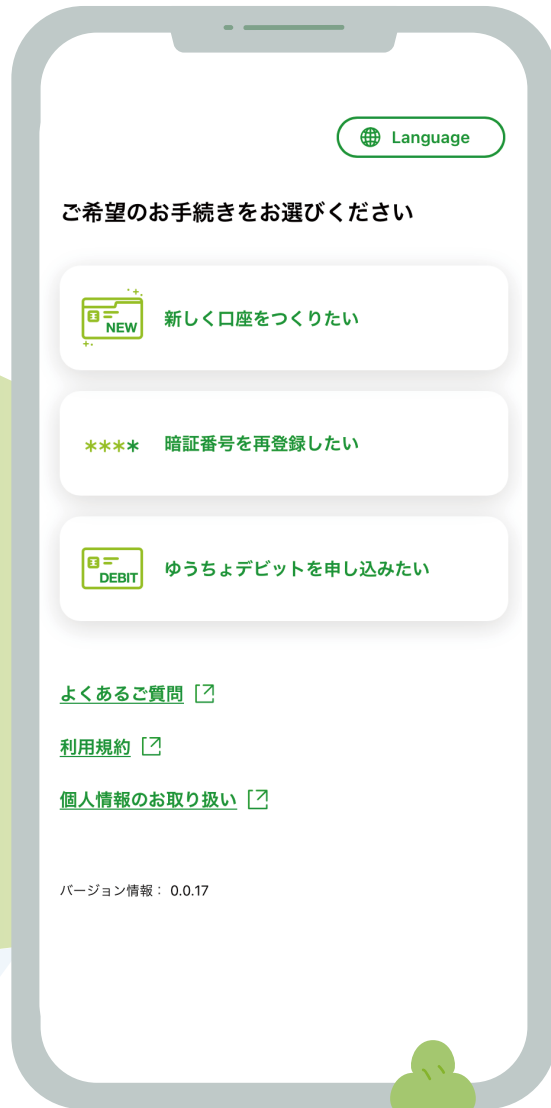 Language
ご希望のお手続きをお選びください
NEW
新しく口座をつくりたい
****
暗証番号を再登録したい
DEBIT
ゆうちょデビットを申し込みたい
よくあるご質問
利用規約
個人情報のお取り扱い
バージョン情報： 0.0.17